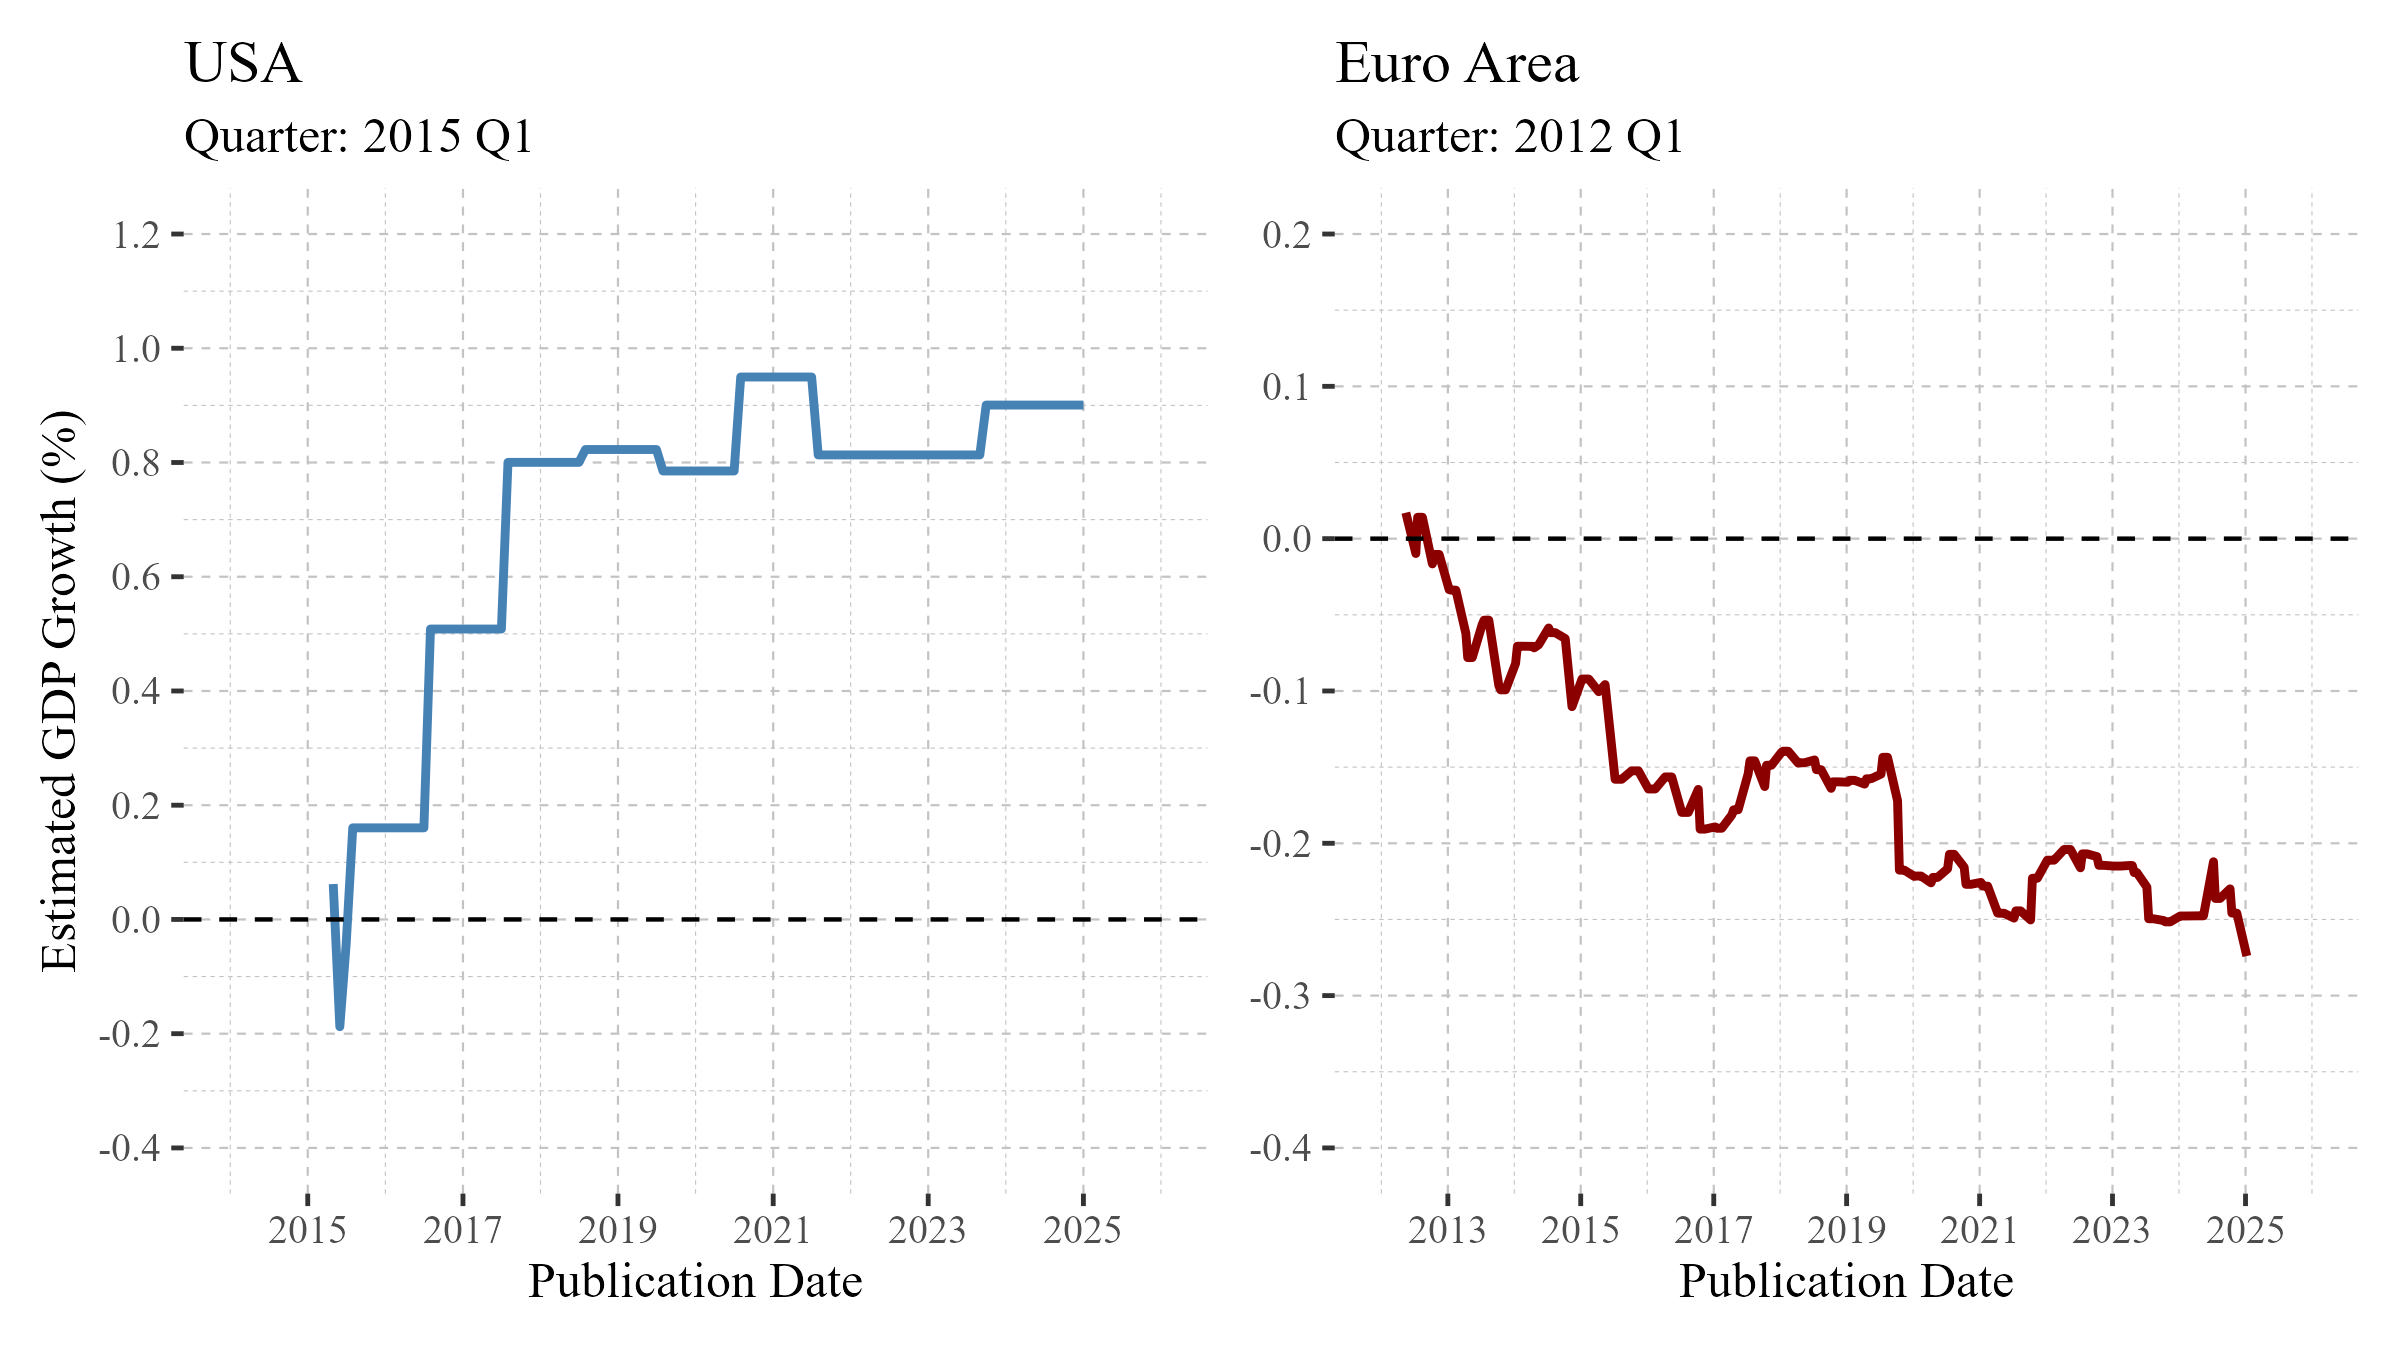 USA
Quarter: 2015 Q1
Estimated GDP Growth (%)
1.2
1.0
0.8
0.6
0.4
0.2
0.0
-0.2
-0.4
2015 2017 2019 2021 2023 2025
Publication Date
Euro Area
Quarter: 2012 Q1
0.2
0.1
0.0
-0.1
-0.2
-0.3
-0.4
2013 2015 2017 2019 2021 2023 2025
Publication Date